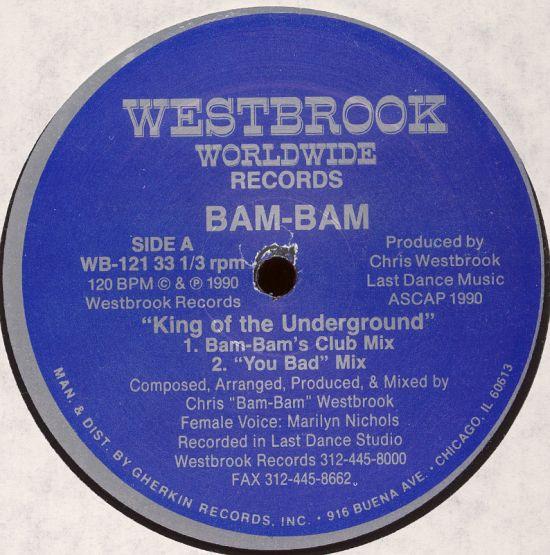 WESTBROOK
WORLDWIDE
RECORDS
BAM-BAM
SIDE A
WB-121 33 1/3 rpm
120 BPM © & ℗ 1990
Westbrook Records
Produced by
Chris Westbrook
Last Dance Music
ASCAP 1990
"King of the Underground"
1. Bam-Bam's Club Mix
2. "You Bad" Mix
Composed, Arranged, Produced, & Mixed by
Chris "Bam-Bam" Westbrook
Female Voice: Marilyn Nichols
Recorded in Last Dance Studio
Westbrook Records 312-445-8000
FAX 312-445-8662
MAN. & DIST. BY GHERKIN RECORDS, INC. • 916 BUENA AVE. • CHICAGO, IL 60613